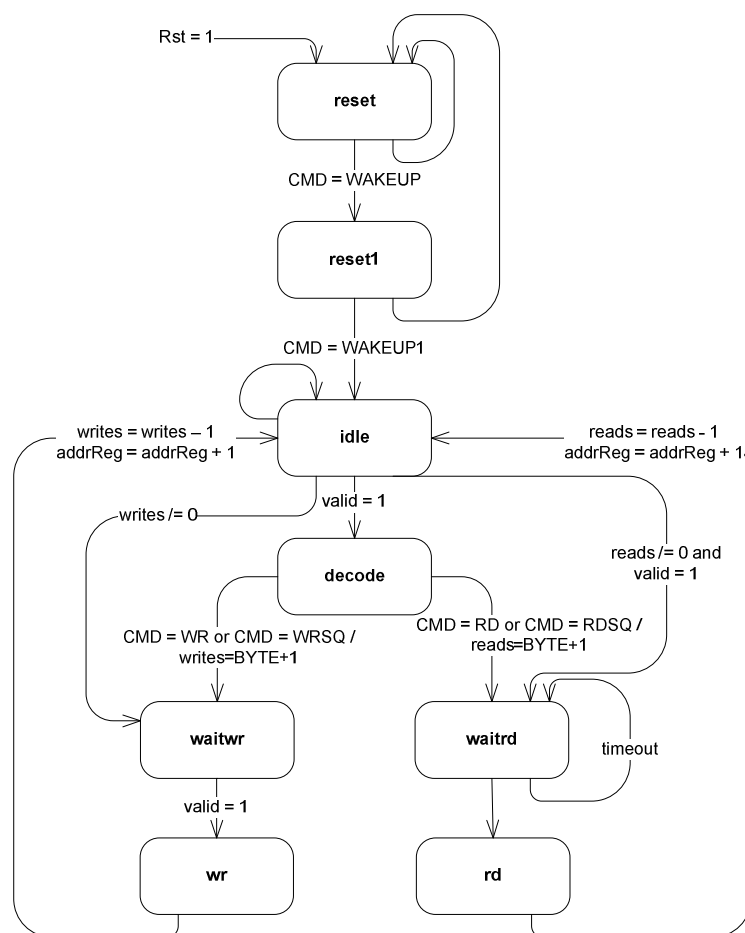 Rst = 1
reset
CMD = WAKEUP
reset1
CMD = WAKEUP1
writes = writes – 1
addrReg = addrReg + 1
idle
reads = reads - 1
addrReg = addrReg + 1
valid = 1
writes /= 0
reads /= 0 and
valid = 1
decode
CMD = WR or CMD = WRSQ /
writes=BYTE+1
CMD = RD or CMD = RDSQ /
reads=BYTE+1
waitwr
waitrd
timeout
valid = 1
wr
rd